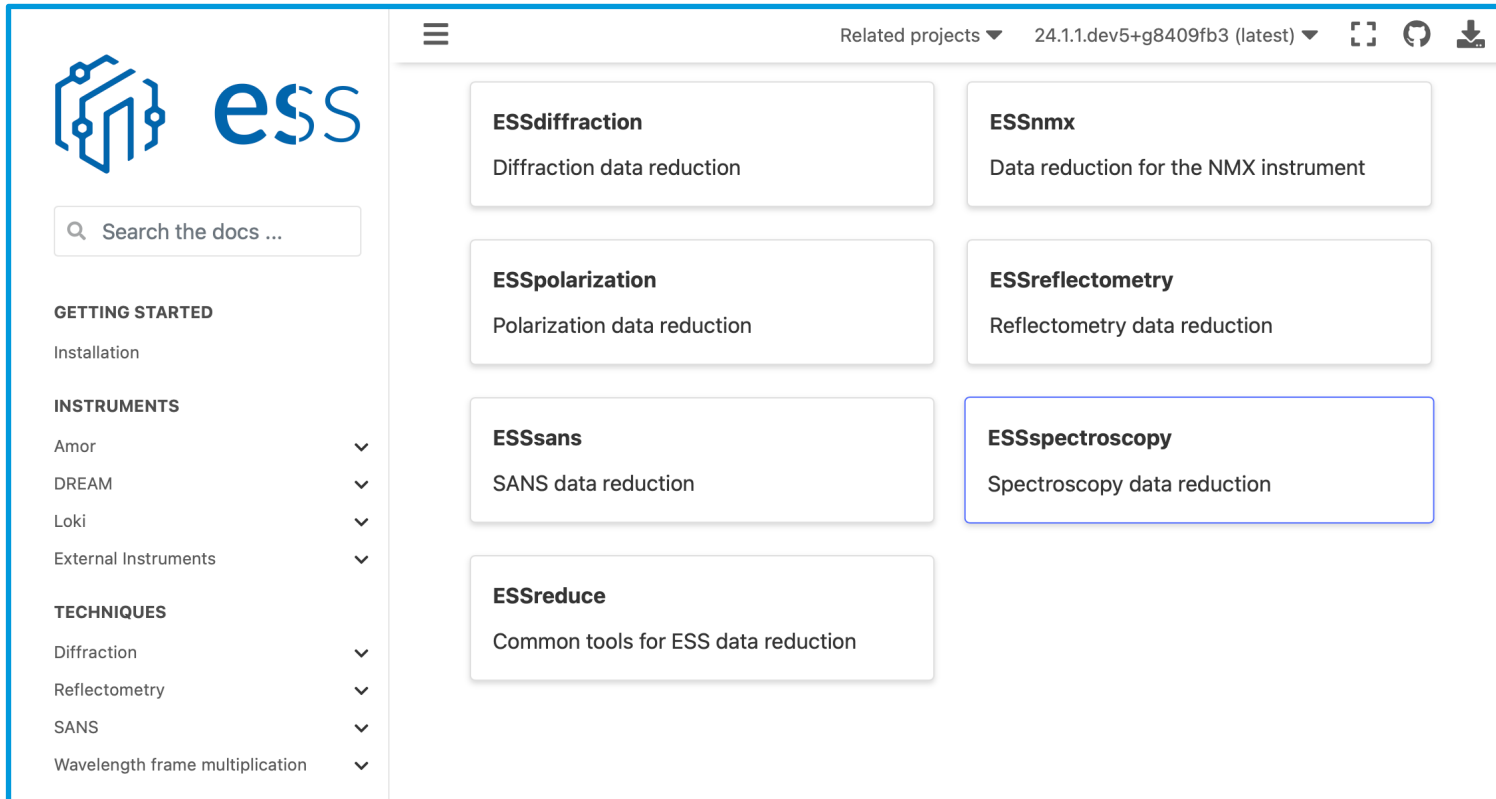 ess
Search the docs ...
GETTING STARTED
Installation
INSTRUMENTS
Amor
DREAM
Loki
External Instruments
TECHNIQUES
Diffraction
Reflectometry
SANS
Wavelength frame multiplication
Related projects
24.1.1.dev5+g8409fb3 (latest)
ESSdiffraction
Diffraction data reduction
ESSnmx
Data reduction for the NMX instrument
ESSpolarization
Polarization data reduction
ESSreflectometry
Reflectometry data reduction
ESSsans
SANS data reduction
ESSspectroscopy
Spectroscopy data reduction
ESSreduce
Common tools for ESS data reduction